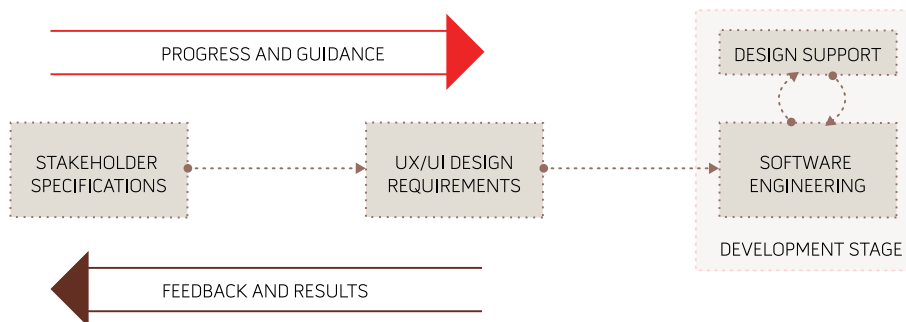 PROGRESS AND GUIDANCE
DESIGN SUPPORT
STAKEHOLDER
SPECIFICATIONS
UX/UI DESIGN
REQUIREMENTS
SOFTWARE
ENGINEERING
DEVELOPMENT STAGE
FEEDBACK AND RESULTS